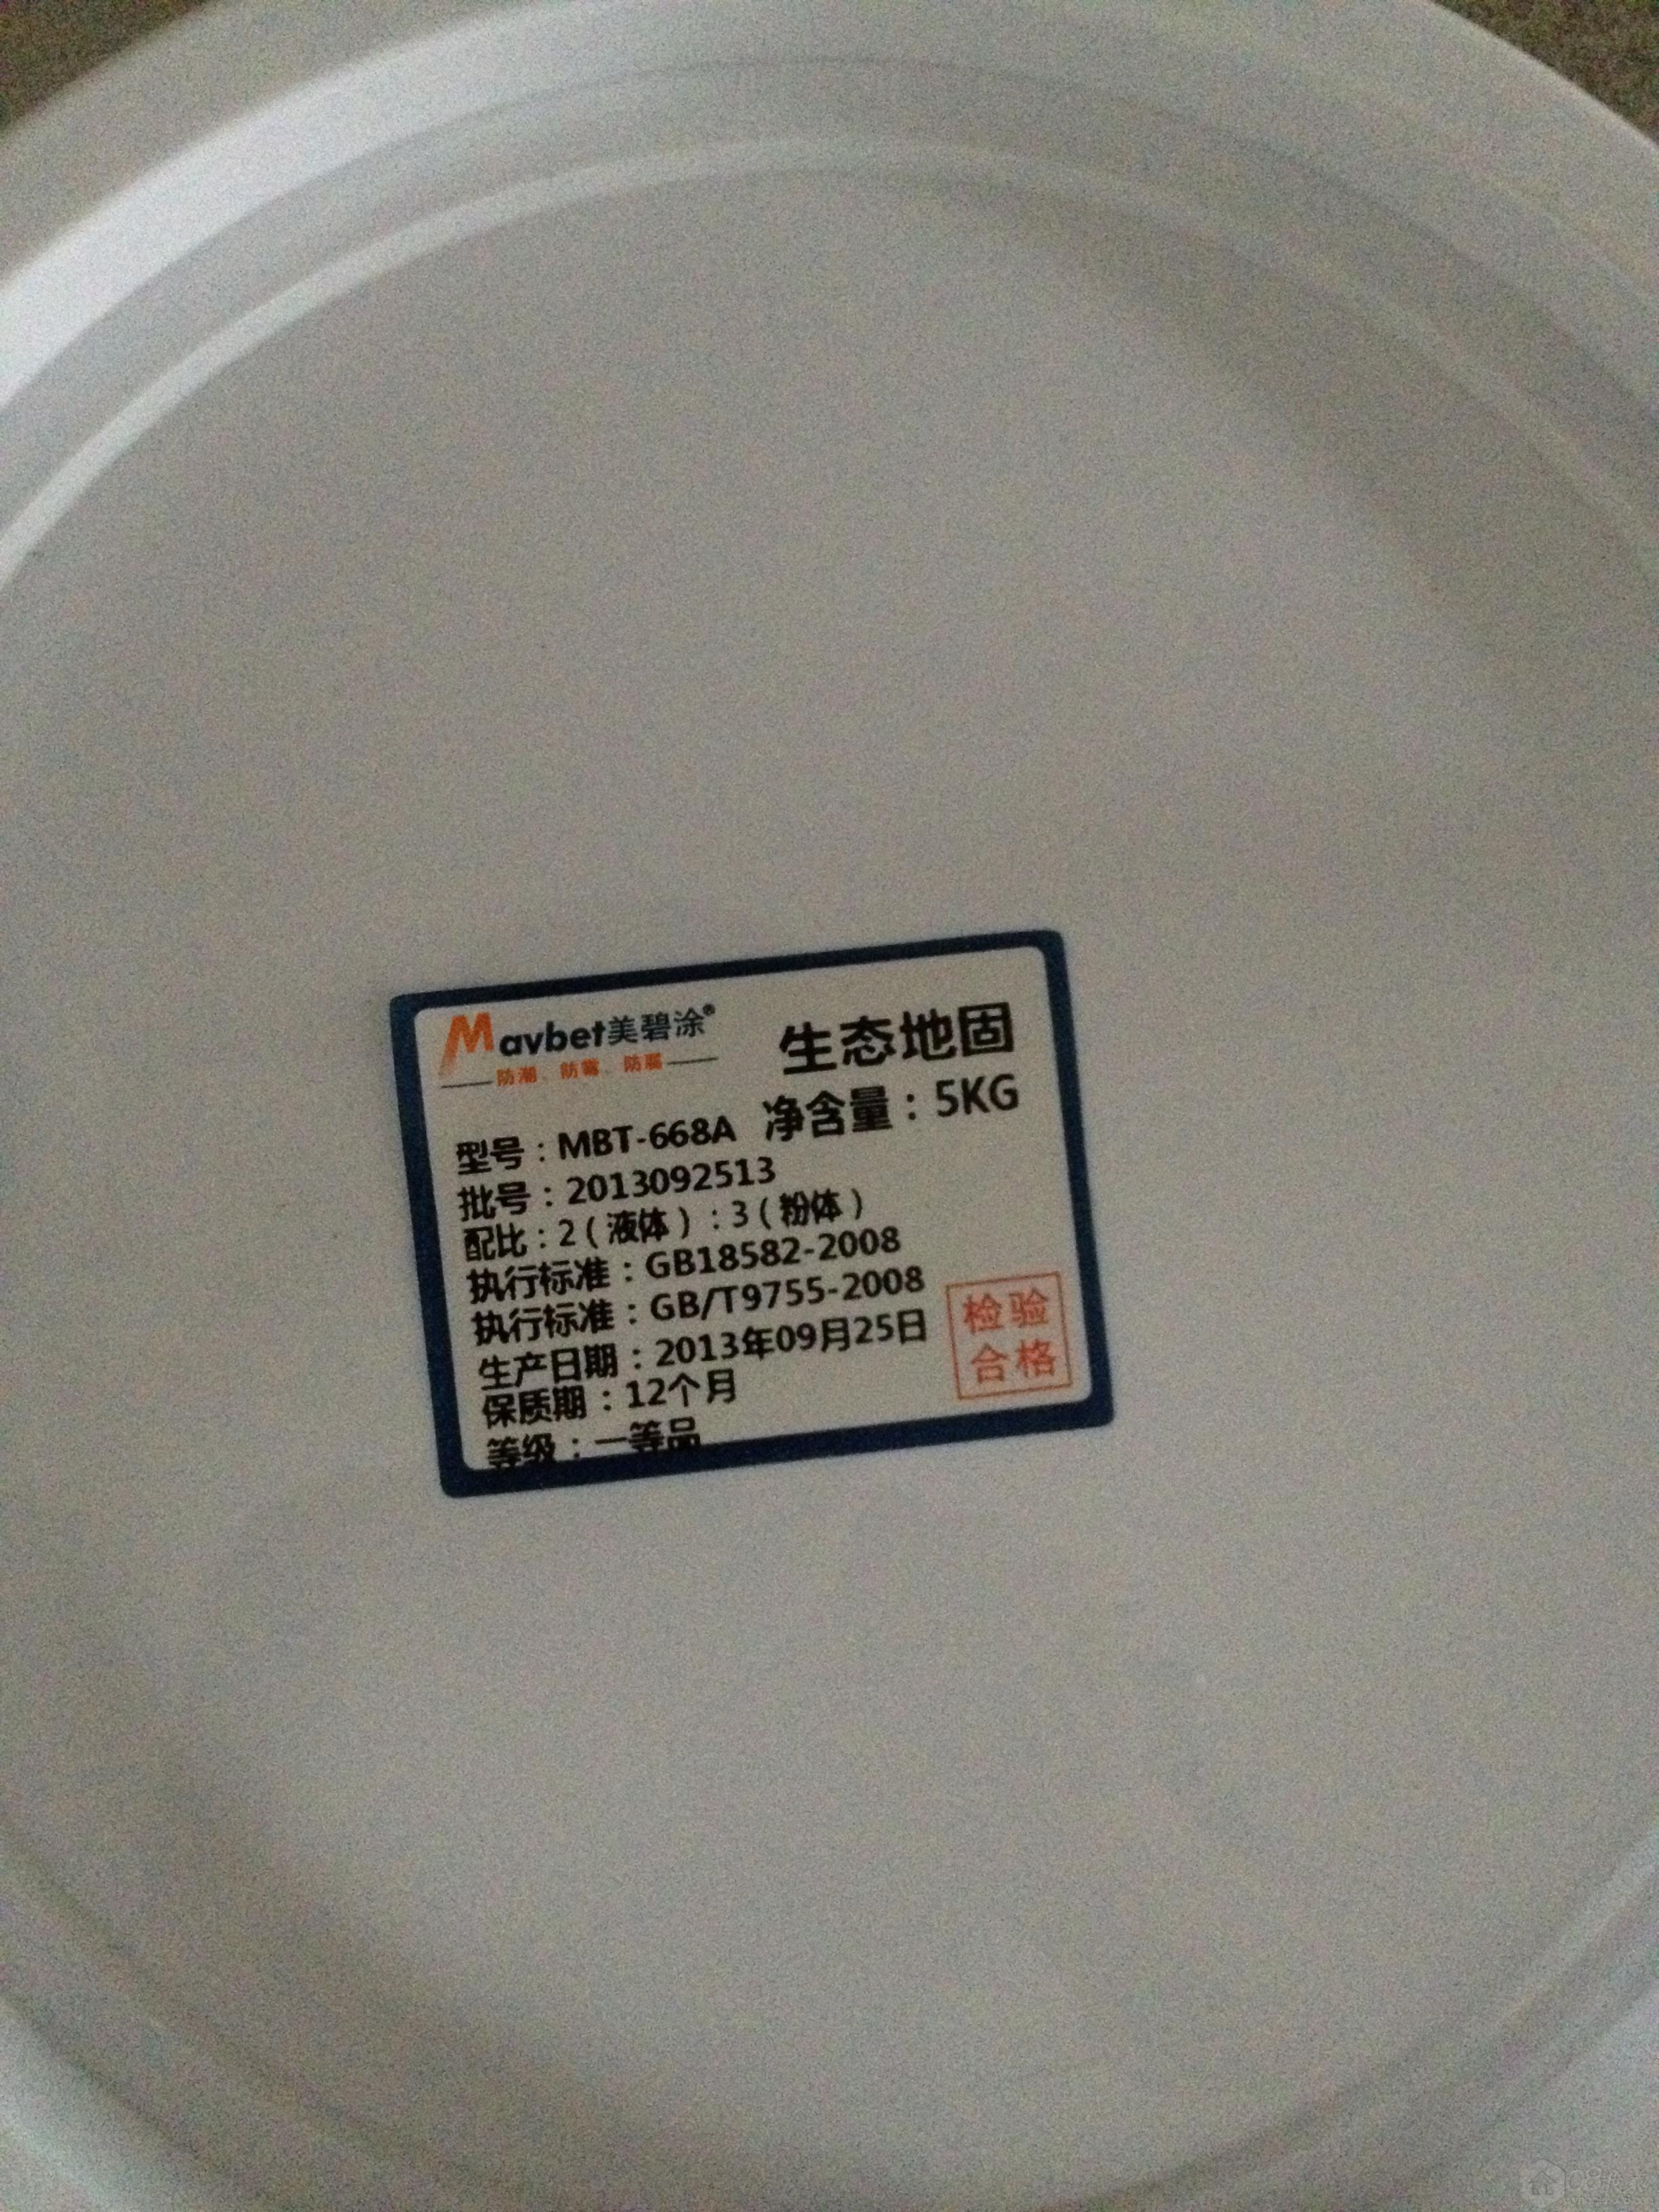 Mavbet美碧涂®
防潮、防霉、防腐
生态地固
型号：MBT-668A 净含量：5KG
批号：2013092513
配比：2（液体）：3（粉体）
执行标准：GB18582-2008
执行标准：GB/T9755-2008
生产日期：2013年09月25日
保质期：12个月
等级：一等品
检验
合格